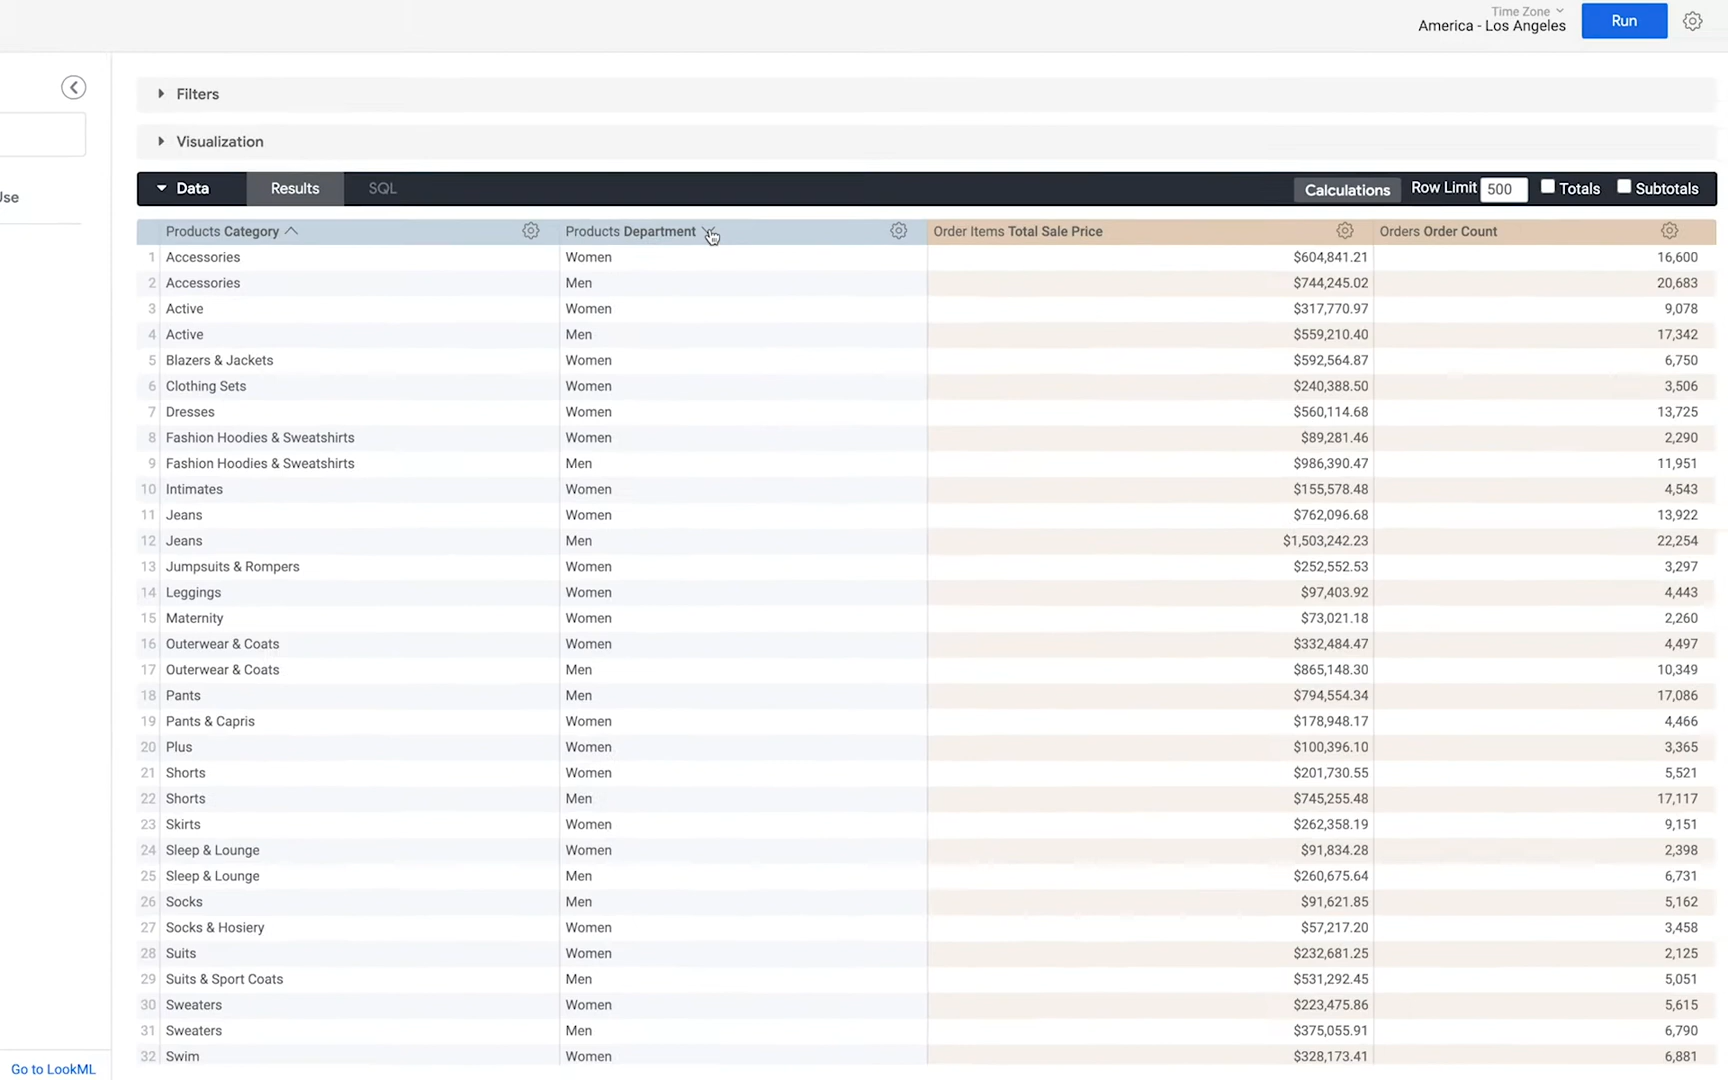 Time Zone
America - Los Angeles
Run
Filters
Visualization
Use
Data Results SQL Calculations Row Limit 500 Totals Subtotals
Products Category Products Department Order Items Total Sale Price Orders Order Count
1 Accessories Women $604,841.21 16,600
2 Accessories Men $744,245.02 20,683
3 Active Women $317,770.97 9,078
4 Active Men $559,210.40 17,342
5 Blazers & Jackets Women $592,564.87 6,750
6 Clothing Sets Women $240,388.50 3,506
7 Dresses Women $560,114.68 13,725
8 Fashion Hoodies & Sweatshirts Women $89,281.46 2,290
9 Fashion Hoodies & Sweatshirts Men $986,390.47 11,951
10 Intimates Women $155,578.48 4,543
11 Jeans Women $762,096.68 13,922
12 Jeans Men $1,503,242.23 22,254
13 Jumpsuits & Rompers Women $252,552.53 3,297
14 Leggings Women $97,403.92 4,443
15 Maternity Women $73,021.18 2,260
16 Outerwear & Coats Women $332,484.47 4,497
17 Outerwear & Coats Men $865,148.30 10,349
18 Pants Men $794,554.34 17,086
19 Pants & Capris Women $178,948.17 4,466
20 Plus Women $100,396.10 3,365
21 Shorts Women $201,730.55 5,521
22 Shorts Men $745,255.48 17,117
23 Skirts Women $262,358.19 9,151
24 Sleep & Lounge Women $91,834.28 2,398
25 Sleep & Lounge Men $260,675.64 6,731
26 Socks Men $91,621.85 5,162
27 Socks & Hosiery Women $57,217.20 3,458
28 Suits Women $232,681.25 2,125
29 Suits & Sport Coats Men $531,292.45 5,051
30 Sweaters Women $223,475.86 5,615
31 Sweaters Men $375,055.91 6,790
32 Swim Women $328,173.41 6,881
Go to LookML